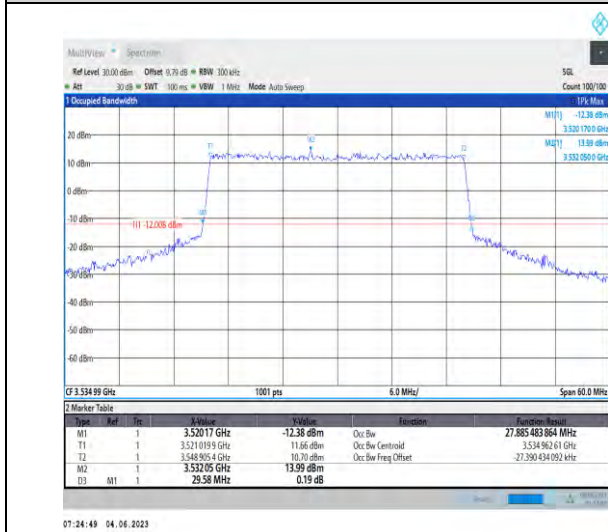 MultiView Spectrum
Ref Level 30.00 dBm Offset 9.79 dB RBW 300 kHz SGL
Att 30 dB SWT 100 ms VBW 1 MHz Mode Auto Sweep Count 100/100
1 Occupied Bandwidth 1Pk Max
M1[1] -12.38 dBm
3.520 170 0 GHz
M2[1] 13.99 dBm
3.532 050 0 GHz
20 dBm
T1 M2 T2
10 dBm
0 dBm
-10 dBm
H1 -12.008 dBm
-20 dBm
-30 dBm
-40 dBm
-50 dBm
-60 dBm
CF 3.534 99 GHz 1001 pts 6.0 MHz/ Span 60.0 MHz
2 Marker Table
Type Ref Trc X-Value Y-Value Function Function Result
M1 1 3.520 17 GHz -12.38 dBm Occ Bw 27.885 483 864 MHz
T1 1 3.521 019 9 GHz 11.66 dBm Occ Bw Centroid 3.534 962 61 GHz
T2 1 3.548 905 4 GHz 10.70 dBm Occ Bw Freq Offset -27.390 434 092 kHz
M2 1 3.532 05 GHz 13.99 dBm
D3 M1 1 29.58 MHz 0.19 dB
07:24:49 04.06.2023